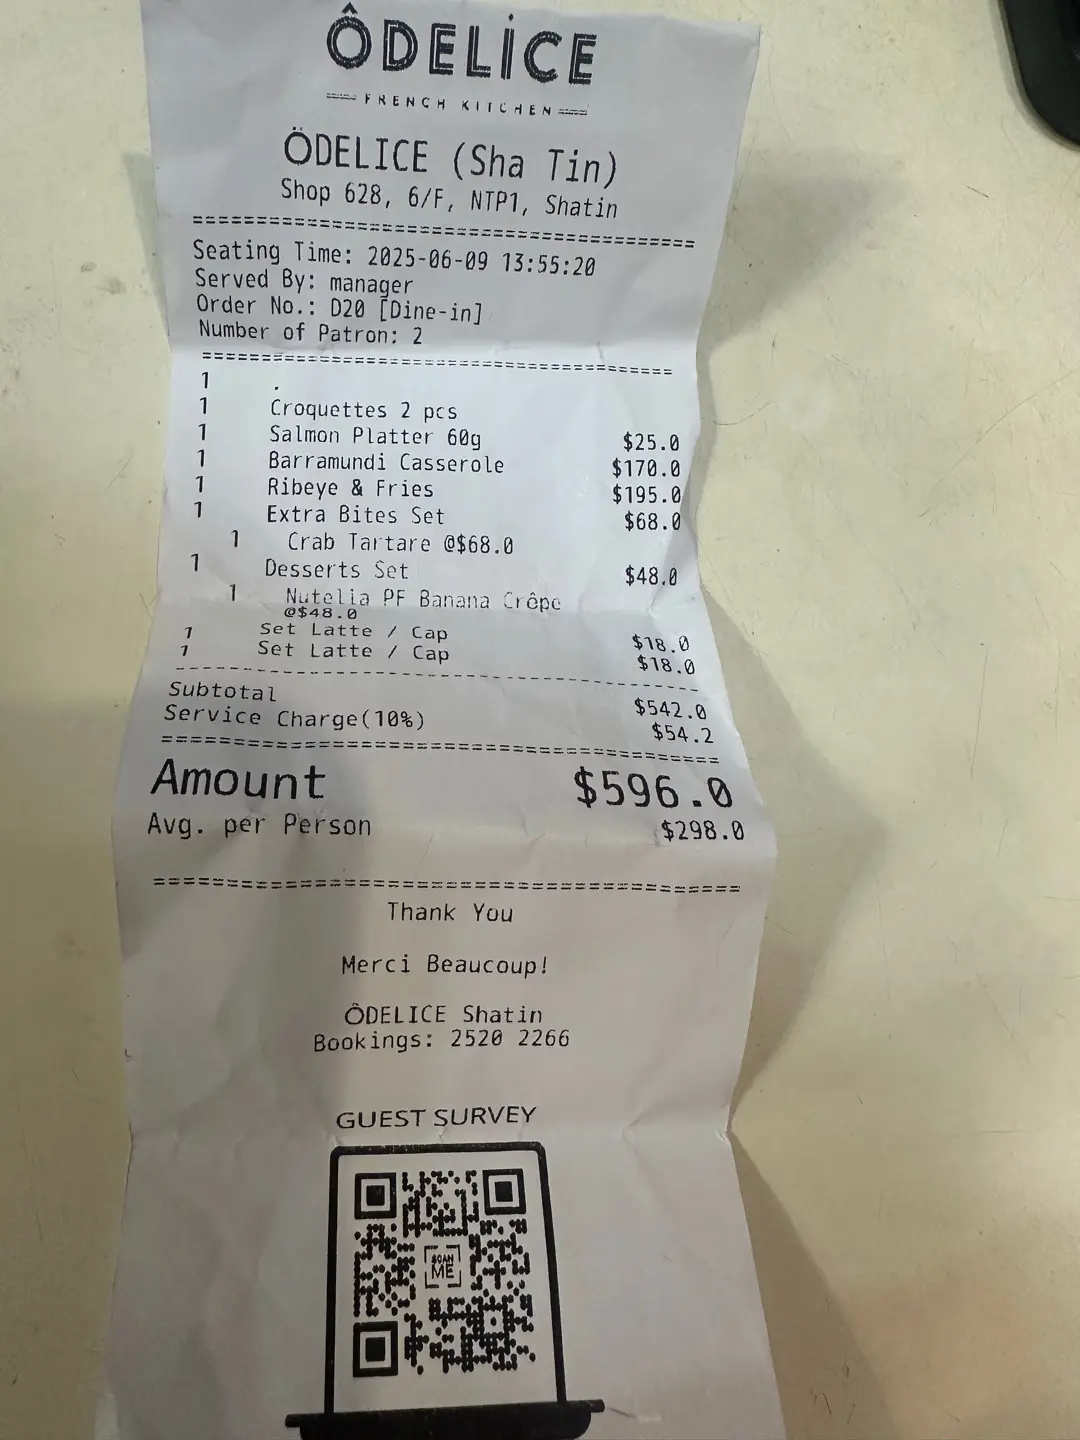 ÔDELİCE
FRENCH KITCHEN
ÖDELICE (Sha Tin)
Shop 628, 6/F, NTP1, Shatin
=========================================
Seating Time: 2025-06-09 13:55:20
Served By: manager
Order No.: D20 [Dine-in]
Number of Patron: 2
=========================================
1 .
1 Croquettes 2 pcs
1 Salmon Platter 60g $25.0
1 Barramundi Casserole $170.0
1 Ribeye & Fries $195.0
1 Extra Bites Set $68.0
1 Crab Tartare @$68.0
1 Desserts Set $48.0
1 Nutella PF Banana Crêpe
@$48.0
1 Set Latte / Cap $18.0
1 Set Latte / Cap $18.0
-----------------------------------------
Subtotal $542.0
Service Charge(10%) $54.2
=========================================
Amount $596.0
Avg. per Person $298.0
=========================================
Thank You
Merci Beaucoup!
ÔDELICE Shatin
Bookings: 2520 2266
GUEST SURVEY
SCAN
ME